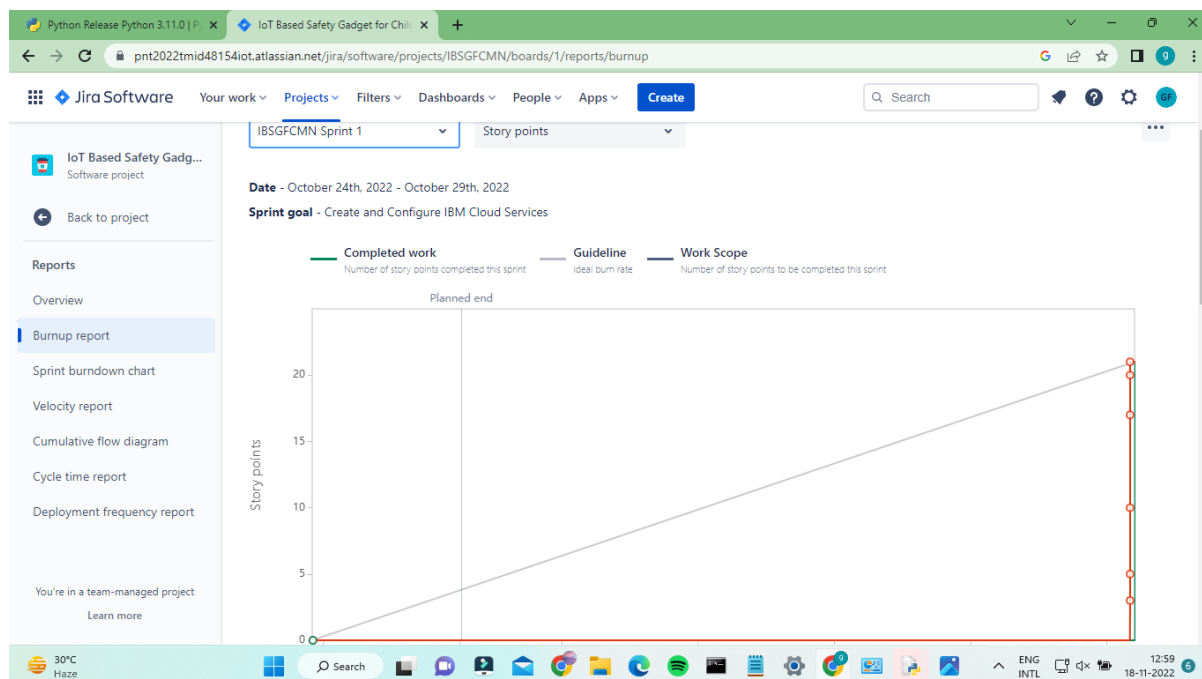 Python Release Python 3.11.0 | Py
IoT Based Safety Gadget for Chilc
pnt2022tmid48154iot.atlassian.net/jira/software/projects/IBSGFCMN/boards/1/reports/burnup
g
Jira Software Your work Projects Filters Dashboards People Apps Create Search GF
IBSGFCMN Sprint 1 Story points
IoT Based Safety Gadg...
Software project
Back to project
Reports
Overview
Burnup report
Sprint burndown chart
Velocity report
Cumulative flow diagram
Cycle time report
Deployment frequency report
You're in a team-managed project
Learn more
Date - October 24th, 2022 - October 29th, 2022
Sprint goal - Create and Configure IBM Cloud Services
Completed work
Number of story points completed this sprint
Guideline
Ideal burn rate
Work Scope
Number of story points to be completed this sprint
Planned end
Story points
20
15
10
5
0
30°C
Haze
Search
9
ENG
INTL
12:59
18-11-2022
6